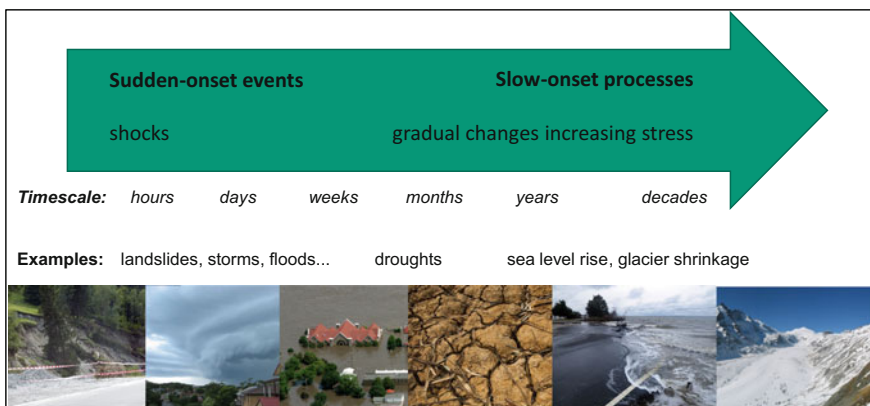 Sudden-onset events Slow-onset processes
shocks gradual changes increasing stress
Timescale: hours days weeks months years decades
Examples: landslides, storms, floods... droughts sea level rise, glacier shrinkage